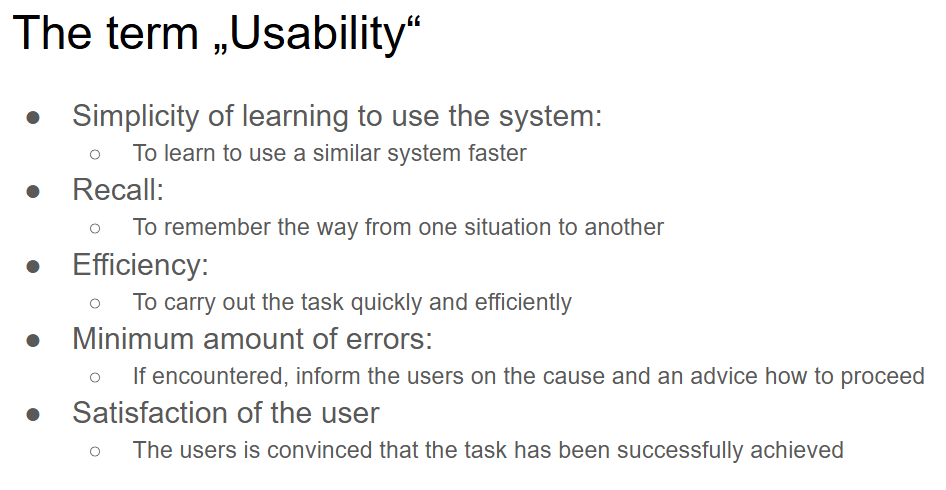 The term „Usability“
● Simplicity of learning to use the system:
○ To learn to use a similar system faster
● Recall:
○ To remember the way from one situation to another
● Efficiency:
○ To carry out the task quickly and efficiently
● Minimum amount of errors:
○ If encountered, inform the users on the cause and an advice how to proceed
● Satisfaction of the user
○ The users is convinced that the task has been successfully achieved